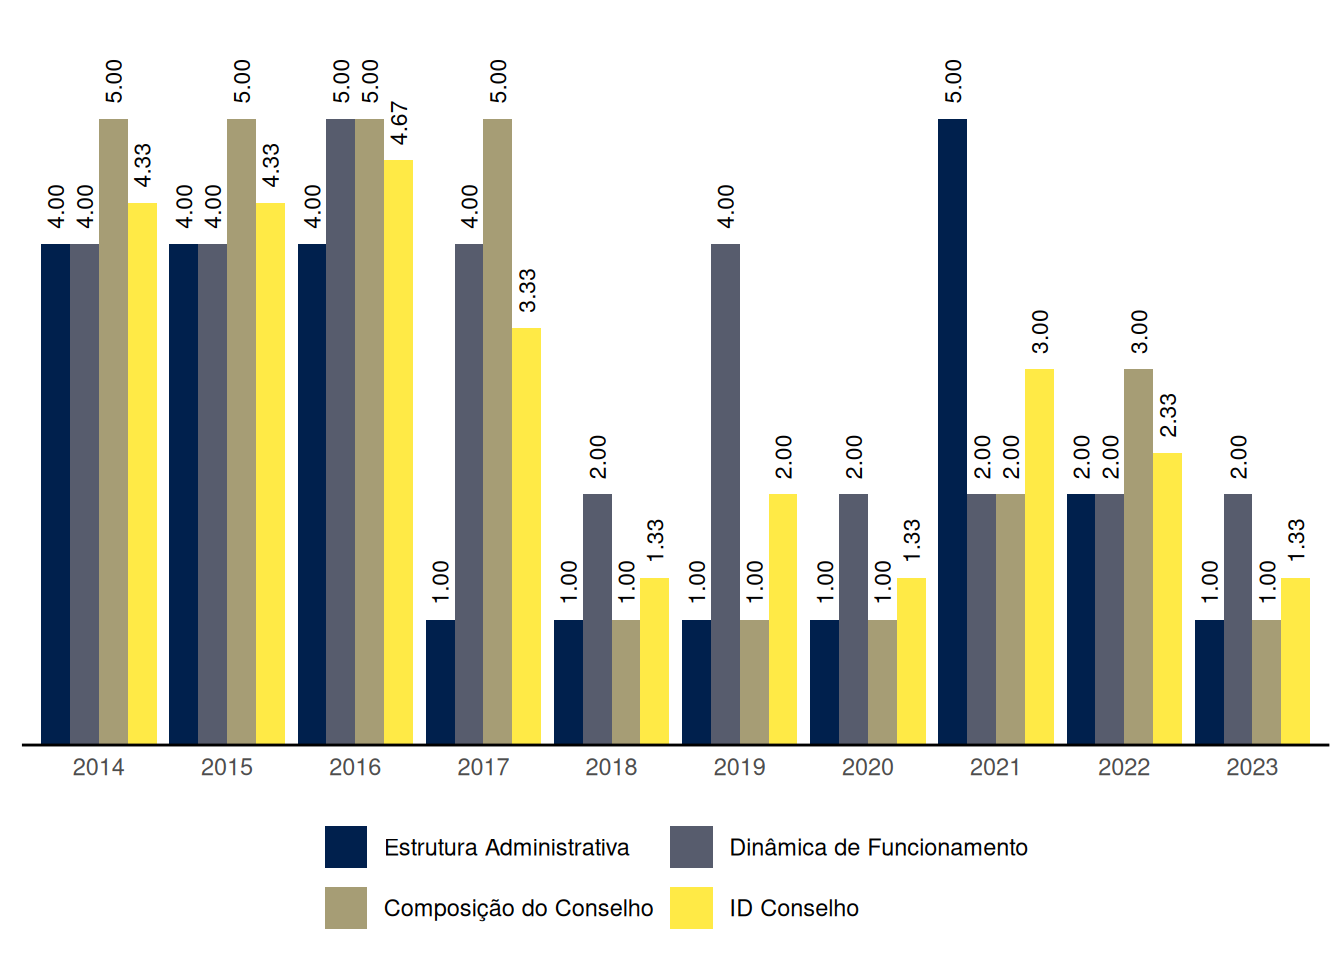 4.00 4.00 5.00 4.33
4.00 4.00 5.00 4.33
4.00 5.00 5.00 4.67
1.00 4.00 5.00 3.33
1.00 2.00 1.00 1.33
1.00 4.00 1.00 2.00
1.00 2.00 1.00 1.33
5.00 2.00 2.00 3.00
2.00 2.00 3.00 2.33
1.00 2.00 1.00 1.33
2014 2015 2016 2017 2018 2019 2020 2021 2022 2023
Estrutura Administrativa Dinâmica de Funcionamento
Composição do Conselho ID Conselho